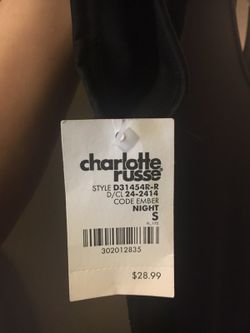 charlotte
russe
STYLE D31454R-R
D/CL 24-2414
CODE EMBER
NIGHT
S
302012835
$28.99